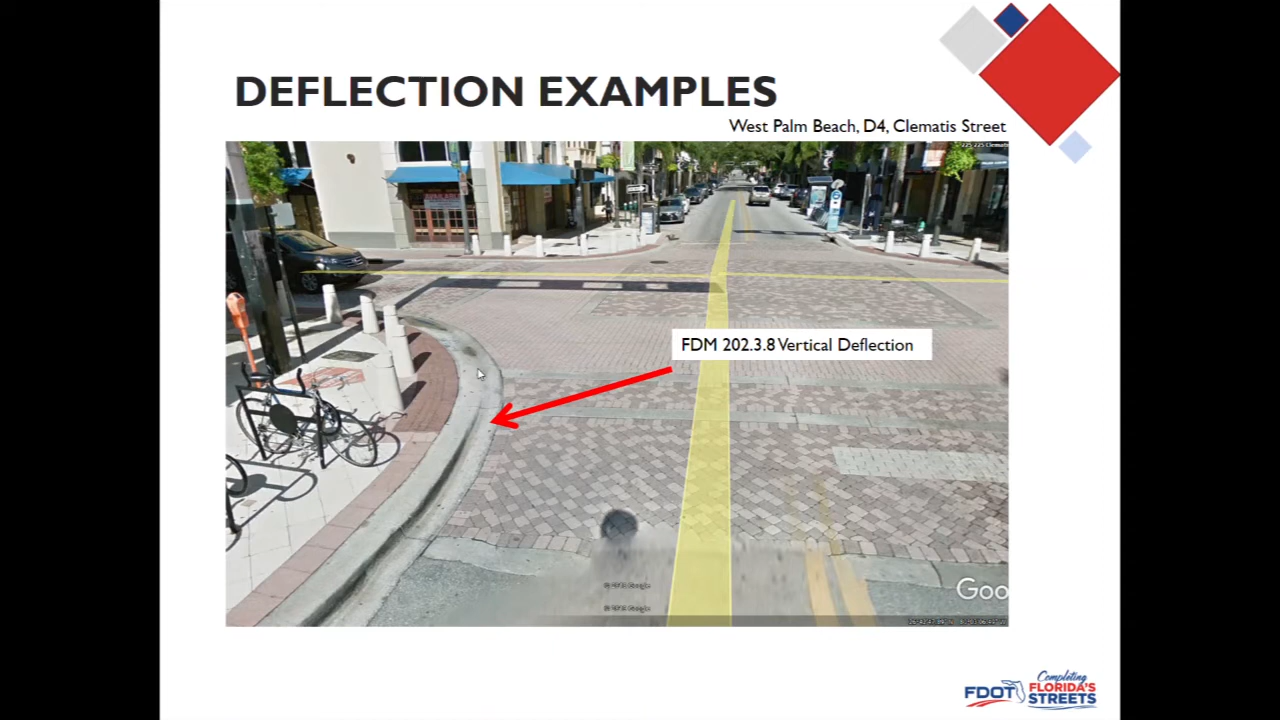 DEFLECTION EXAMPLES
West Palm Beach, D4, Clematis Street
FDM 202.3.8 Vertical Deflection
Goo
Completing
FDOT FLORIDA'S
STREETS